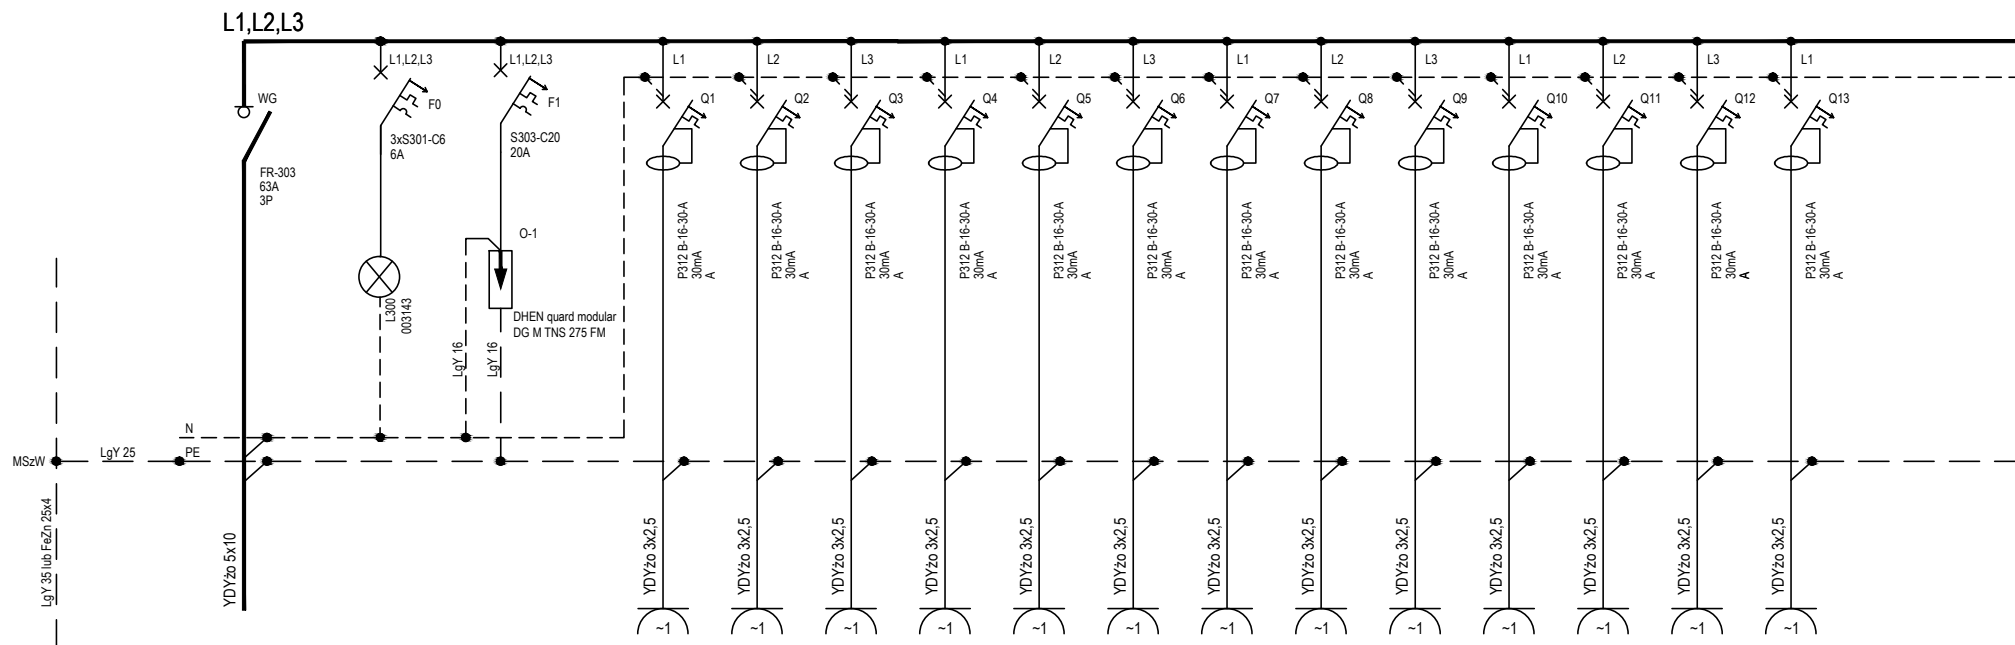 L1,L2,L3
WG
FR-303
63A
3P
L1,L2,L3
F0
3xS301-C6
6A
L300
003143
L1,L2,L3
F1
S303-C20
20A
O-1
DHEN quard modular
DG M TNS 275 FM
LgY 16
LgY 16
N
PE
MSzW
LgY 25
LgY 35 lub FeZn 25x4
YDYżo 5x10
L1
Q1
P312 B-16-30-A
30mA
A
YDYżo 3x2,5
~1
L2
Q2
P312 B-16-30-A
30mA
A
YDYżo 3x2,5
~1
L3
Q3
P312 B-16-30-A
30mA
A
YDYżo 3x2,5
~1
L1
Q4
P312 B-16-30-A
30mA
A
YDYżo 3x2,5
~1
L2
Q5
P312 B-16-30-A
30mA
A
YDYżo 3x2,5
~1
L3
Q6
P312 B-16-30-A
30mA
A
YDYżo 3x2,5
~1
L1
Q7
P312 B-16-30-A
30mA
A
YDYżo 3x2,5
~1
L2
Q8
P312 B-16-30-A
30mA
A
YDYżo 3x2,5
~1
L3
Q9
P312 B-16-30-A
30mA
A
YDYżo 3x2,5
~1
L1
Q10
P312 B-16-30-A
30mA
A
YDYżo 3x2,5
~1
L2
Q11
P312 B-16-30-A
30mA
A
YDYżo 3x2,5
~1
L3
Q12
P312 B-16-30-A
30mA
A
YDYżo 3x2,5
~1
L1
Q13
P312 B-16-30-A
30mA
A
YDYżo 3x2,5
~1